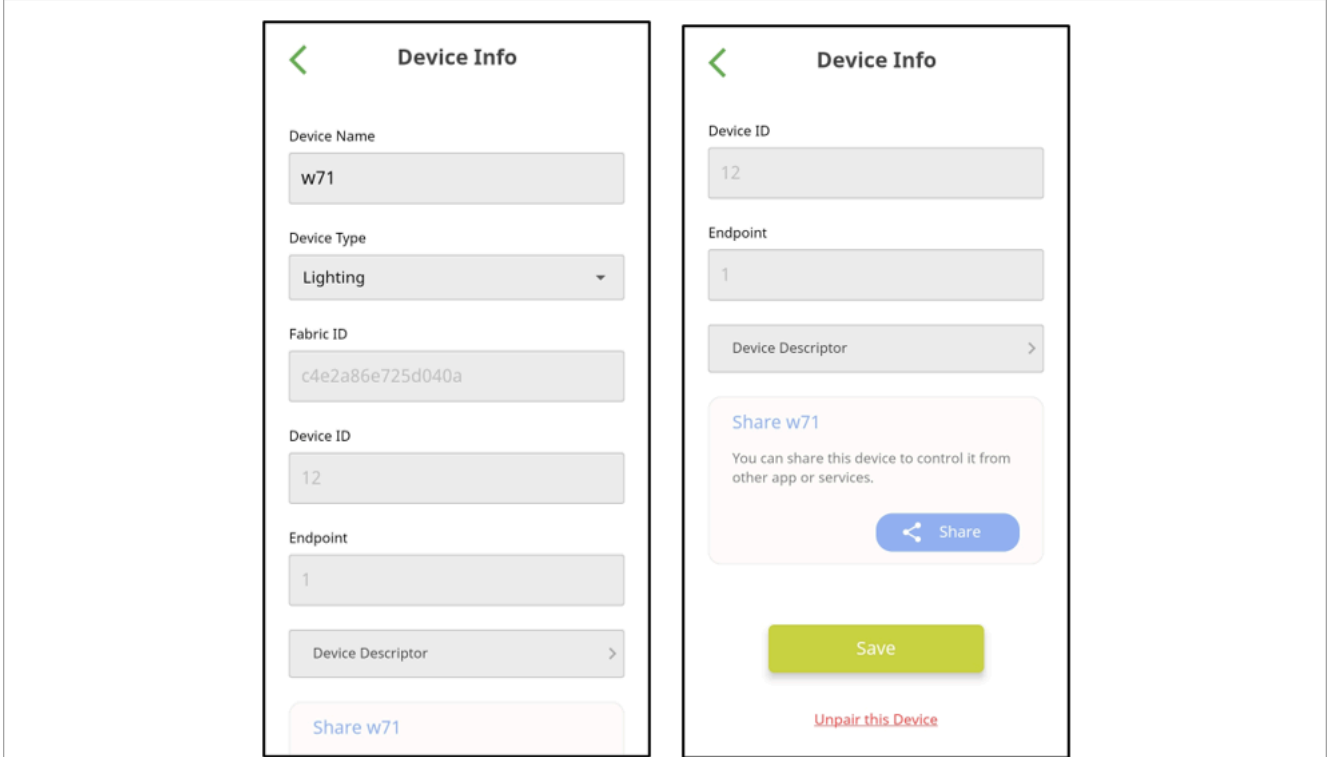 Device Info
Device Name
w71
Device Type
Lighting
Fabric ID
c4e2a86e725d040a
Device ID
12
Endpoint
1
Device Descriptor
Share w71
Device Info
Device ID
12
Endpoint
1
Device Descriptor
Share w71
You can share this device to control it from
other app or services.
Share
Save
Unpair this Device